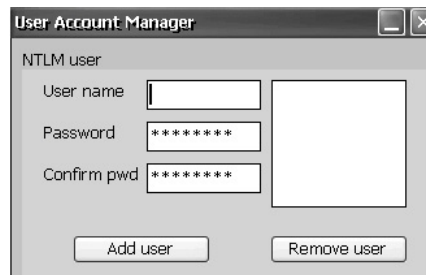 User Account Manager
NTLM user
User name
Password ********
Confirm pwd ********
Add user Remove user